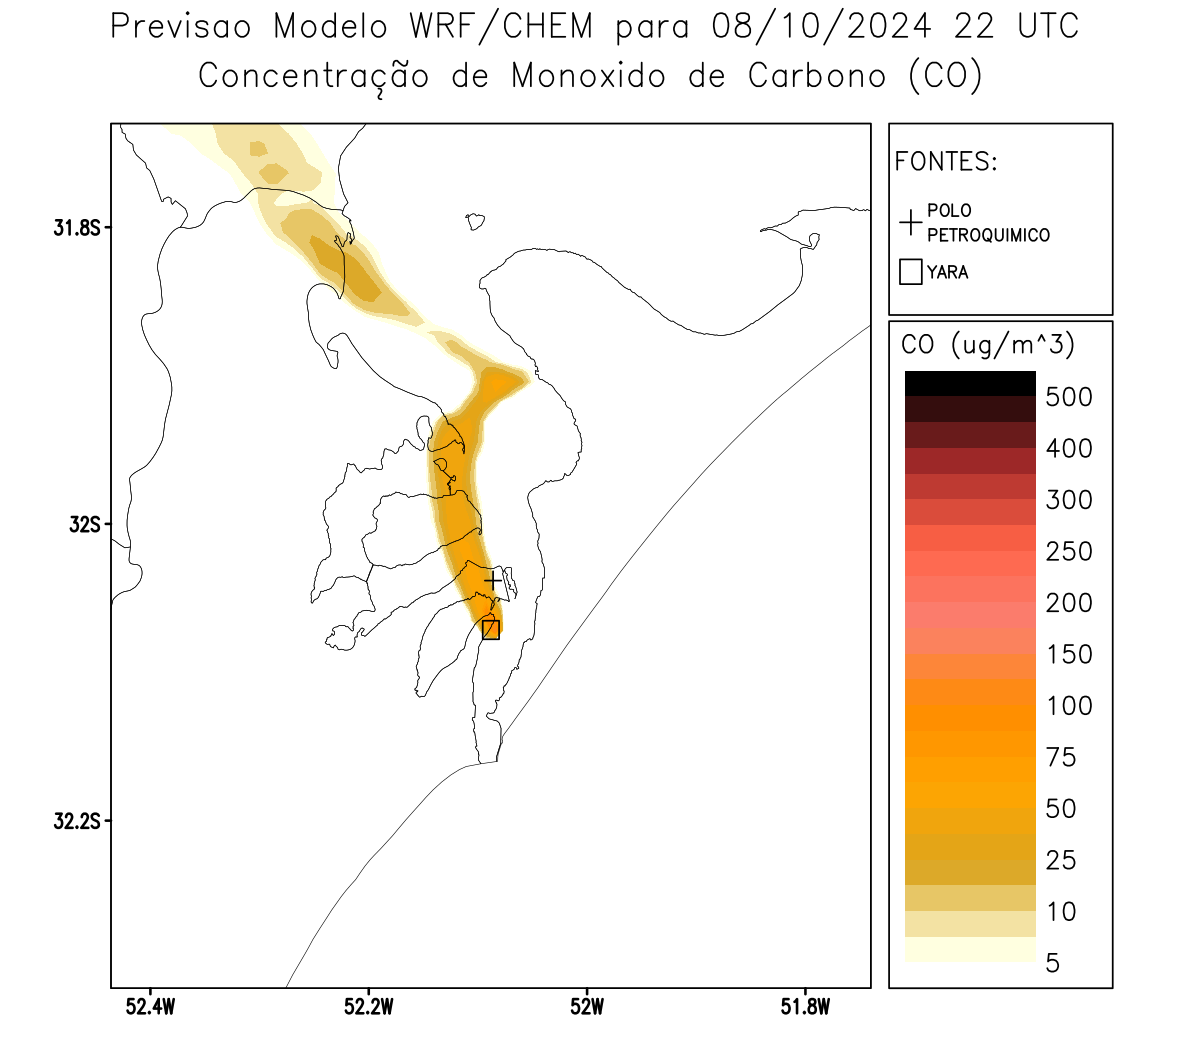 Previsao Modelo WRF/CHEM para 08/10/2024 22 UTC
Concentração de Monoxido de Carbono (CO)
FONTES:
POLO
PETROQUIMICO
YARA
CO (ug/m^3)
500
400
300
250
200
150
100
75
50
25
10
5
31.8S
32S
32.2S
52.4W
52.2W
52W
51.8W